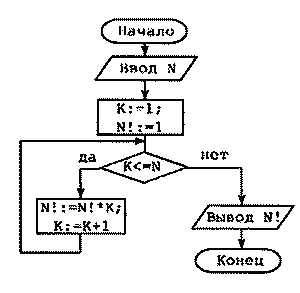 Начало
Ввод N
K:=1;
N!:=1
да
K<=N
нет
N!:=N!*K;
K:=K+1
Вывод N!
Конец